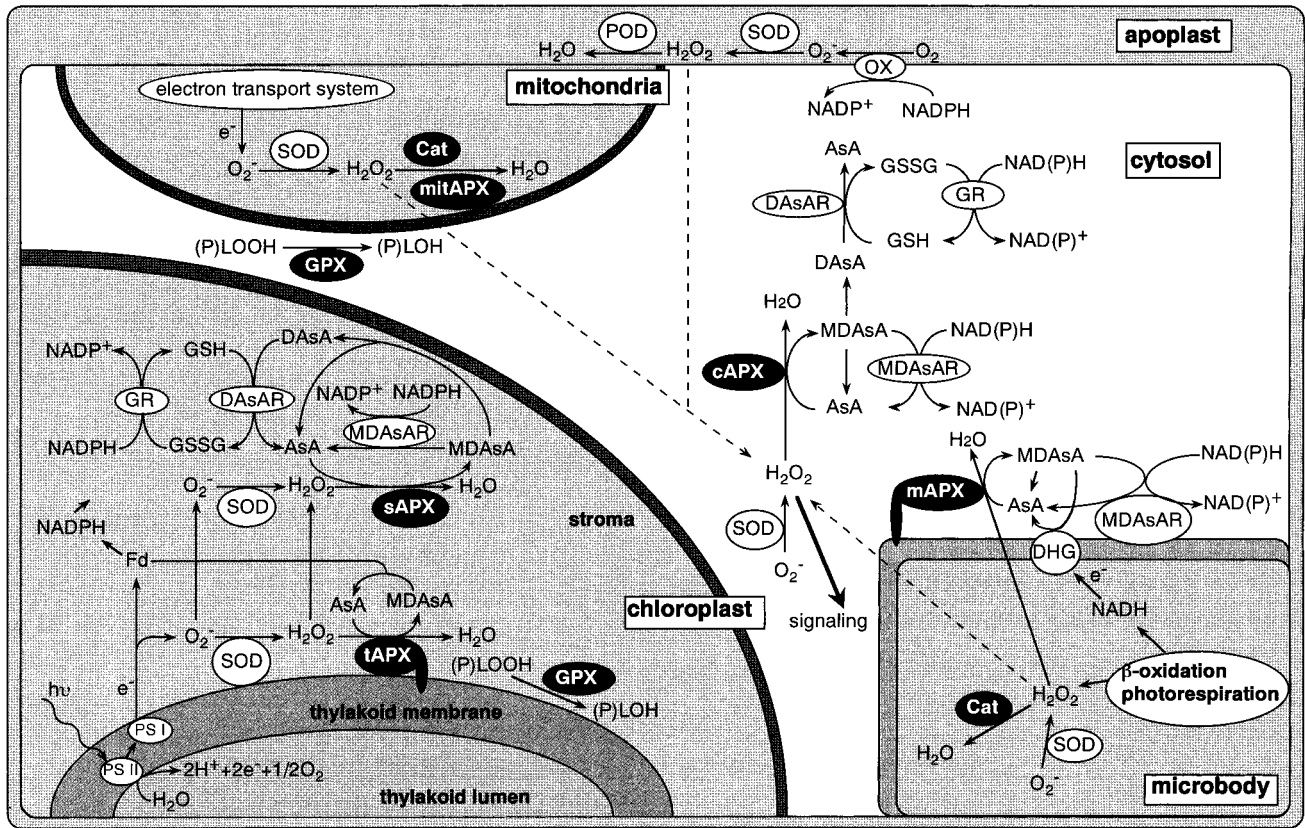 POD
SOD
apoplast
H₂O
H₂O₂
O₂⁻
O₂
OX
NADP⁺
NADPH
mitochondria
electron transport system
e⁻
SOD
Cat
O₂⁻
H₂O₂
H₂O
mitAPX
cytosol
AsA
GSSG
NAD(P)H
DAsAR
GR
GSH
NAD(P)⁺
DAsA
(P)LOOH
(P)LOH
GPX
H₂O
MDAsA
NAD(P)H
cAPX
MDAsAR
AsA
NAD(P)⁺
H₂O₂
SOD
O₂⁻
signaling
NADP⁺
GSH
DAsA
GR
DAsAR
NADP⁺
NADPH
MDAsAR
NADPH
GSSG
AsA
MDAsA
O₂⁻
H₂O₂
H₂O
SOD
sAPX
stroma
NADPH
Fd
AsA
MDAsA
chloroplast
O₂⁻
H₂O₂
H₂O
SOD
tAPX
(P)LOOH
GPX
(P)LOH
hυ
e⁻
thylakoid membrane
PS I
PS II
2H⁺+2e⁻+1/2O₂
H₂O
thylakoid lumen
H₂O
MDAsA
NAD(P)H
mAPX
AsA
NAD(P)⁺
MDAsAR
DHG
e⁻
NADH
β-oxidation
photorespiration
H₂O₂
Cat
SOD
H₂O
O₂⁻
microbody